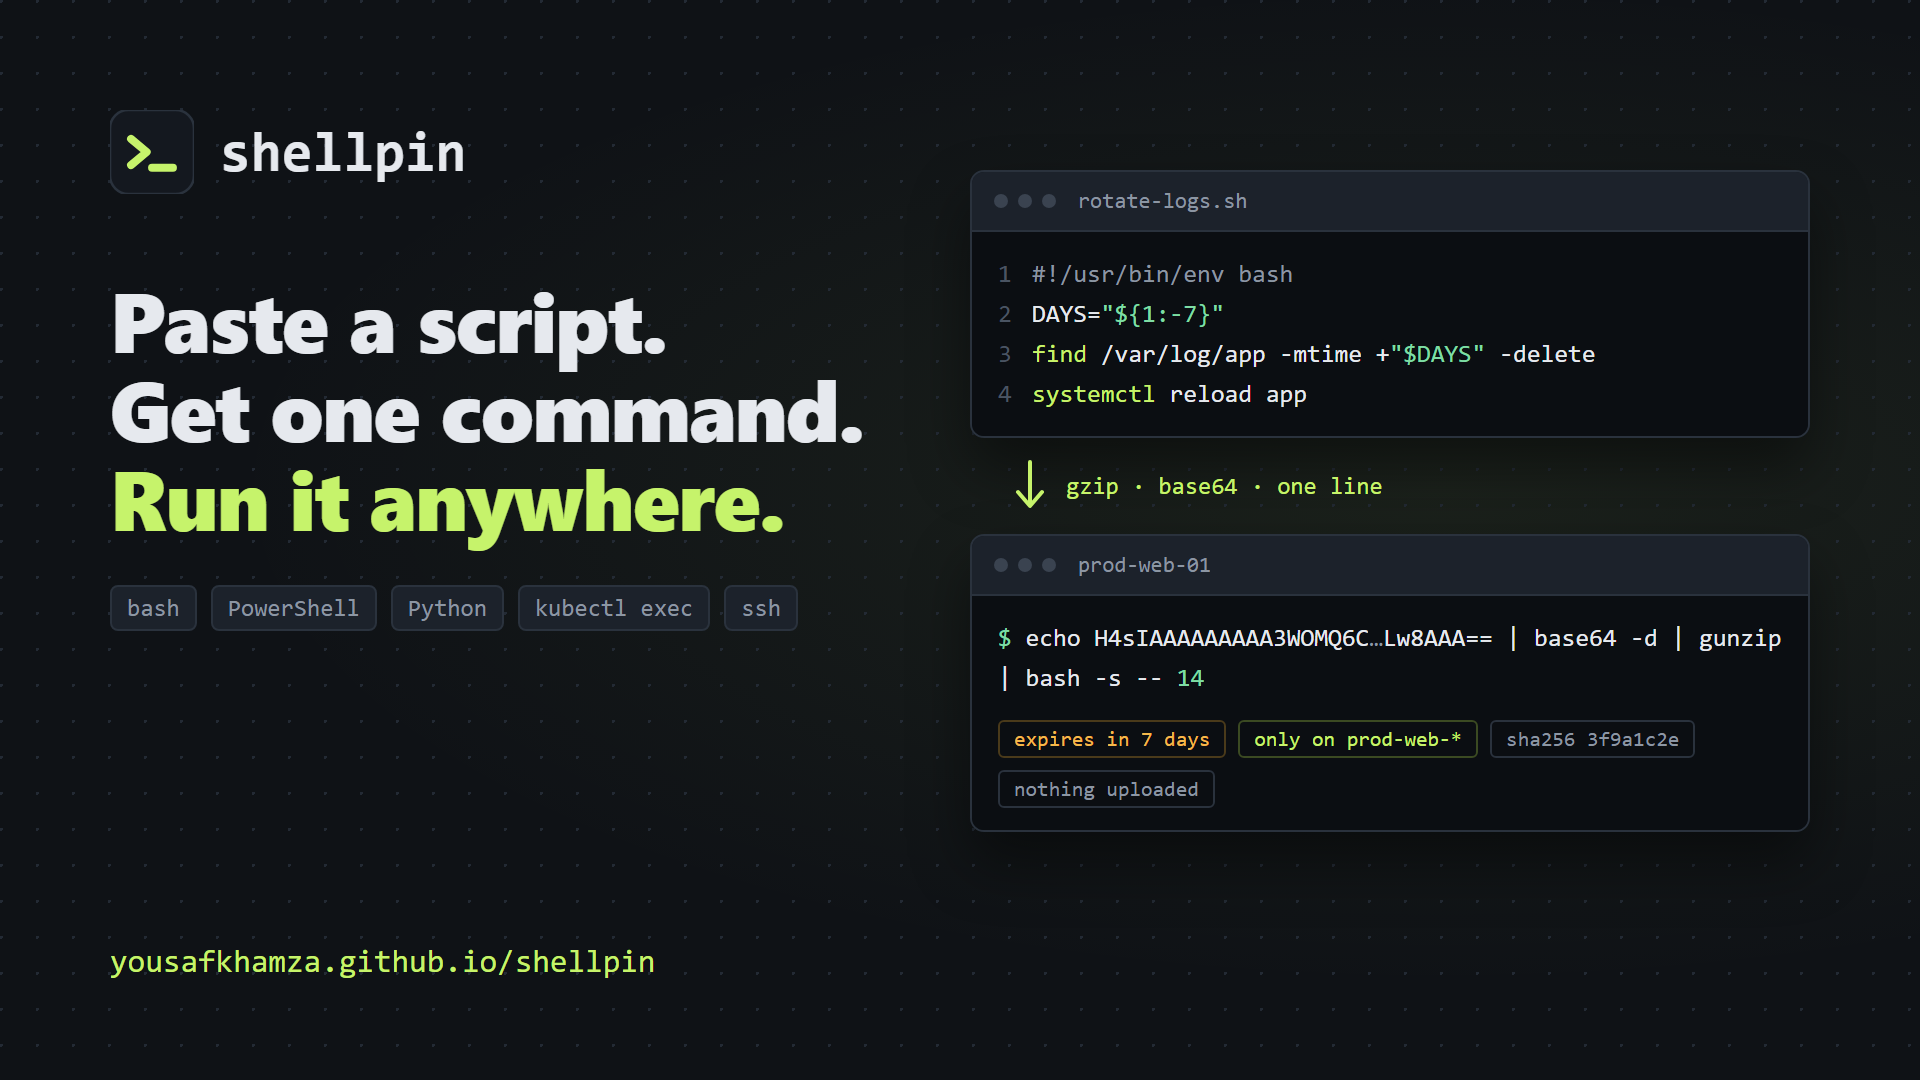 shellpin
Paste a script.
Get one command.
Run it anywhere.
bash
PowerShell
Python
kubectl exec
ssh
yousafkhamza.github.io/shellpin
rotate-logs.sh
1 #!/usr/bin/env bash
2 DAYS="${1:-7}"
3 find /var/log/app -mtime +"$DAYS" -delete
4 systemctl reload app
gzip · base64 · one line
prod-web-01
$ echo H4sIAAAAAAAAA3WOMQ6C…Lw8AAA== | base64 -d | gunzip
| bash -s -- 14
expires in 7 days
only on prod-web-*
sha256 3f9a1c2e
nothing uploaded